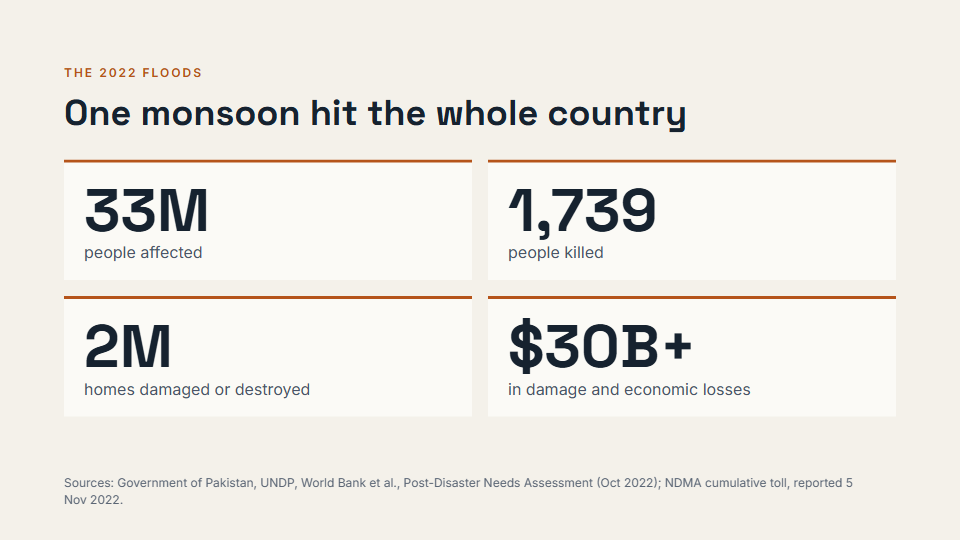 THE 2022 FLOODS
One monsoon hit the whole country
33M
people affected
1,739
people killed
2M
homes damaged or destroyed
$30B+
in damage and economic losses
Sources: Government of Pakistan, UNDP, World Bank et al., Post-Disaster Needs Assessment (Oct 2022); NDMA cumulative toll, reported 5
Nov 2022.